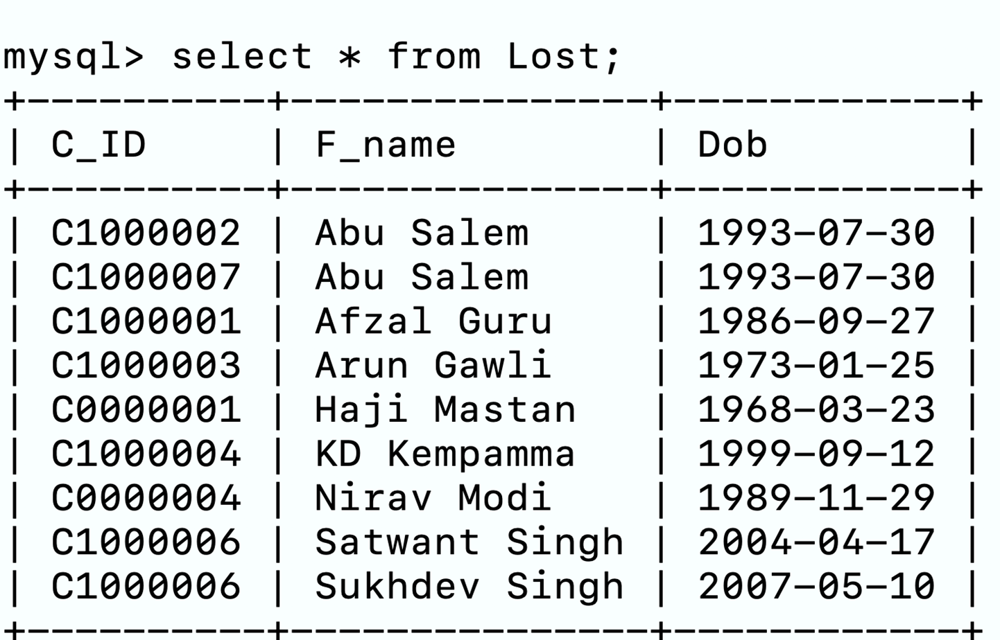 mysql> select * from Lost;
+----------+---------------+------------+
| C_ID     | F_name        | Dob        |
+----------+---------------+------------+
| C1000002 | Abu Salem     | 1993-07-30 |
| C1000007 | Abu Salem     | 1993-07-30 |
| C1000001 | Afzal Guru    | 1986-09-27 |
| C1000003 | Arun Gawli    | 1973-01-25 |
| C0000001 | Haji Mastan   | 1968-03-23 |
| C1000004 | KD Kempamma   | 1999-09-12 |
| C0000004 | Nirav Modi    | 1989-11-29 |
| C1000006 | Satwant Singh | 2004-04-17 |
| C1000006 | Sukhdev Singh | 2007-05-10 |
+----------+---------------+------------+